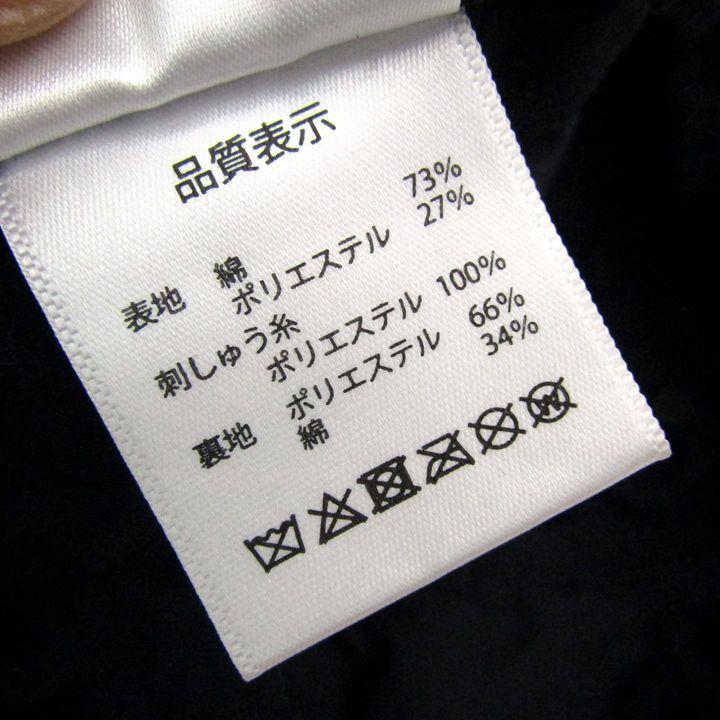 品質表示
表地 綿 73%
ポリエステル 27%
刺しゅう糸
ポリエステル 100%
裏地 ポリエステル 66%
綿 34%
W